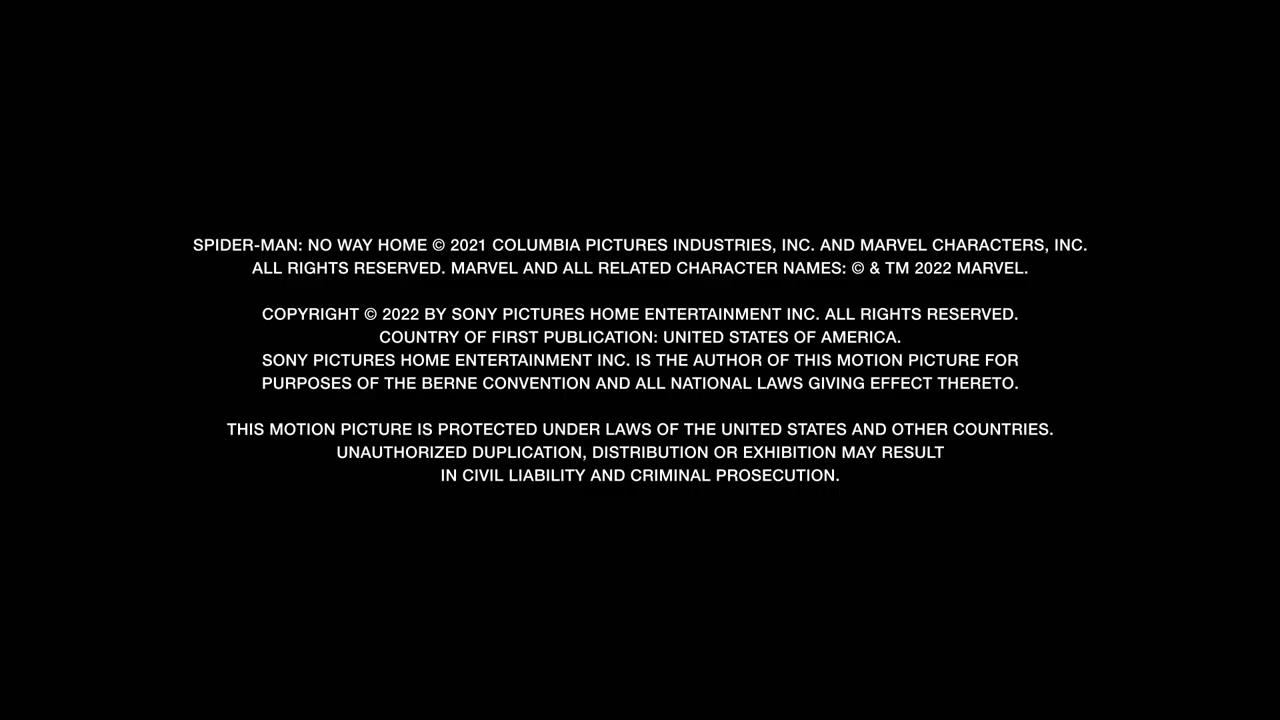 SPIDER-MAN: NO WAY HOME © 2021 COLUMBIA PICTURES INDUSTRIES, INC. AND MARVEL CHARACTERS, INC.
ALL RIGHTS RESERVED. MARVEL AND ALL RELATED CHARACTER NAMES: © & TM 2022 MARVEL.
COPYRIGHT © 2022 BY SONY PICTURES HOME ENTERTAINMENT INC. ALL RIGHTS RESERVED.
COUNTRY OF FIRST PUBLICATION: UNITED STATES OF AMERICA.
SONY PICTURES HOME ENTERTAINMENT INC. IS THE AUTHOR OF THIS MOTION PICTURE FOR
PURPOSES OF THE BERNE CONVENTION AND ALL NATIONAL LAWS GIVING EFFECT THERETO.
THIS MOTION PICTURE IS PROTECTED UNDER LAWS OF THE UNITED STATES AND OTHER COUNTRIES.
UNAUTHORIZED DUPLICATION, DISTRIBUTION OR EXHIBITION MAY RESULT
IN CIVIL LIABILITY AND CRIMINAL PROSECUTION.